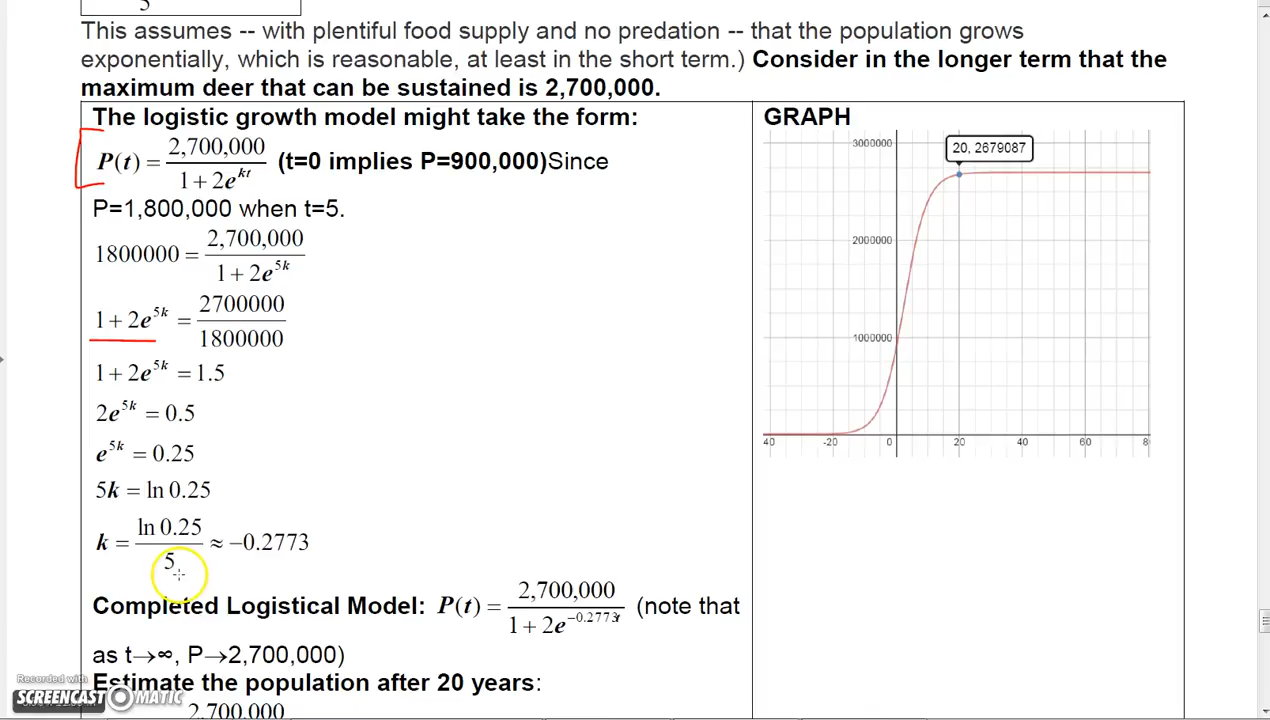 5
This assumes -- with plentiful food supply and no predation -- that the population grows
exponentially, which is reasonable, at least in the short term.) Consider in the longer term that the
maximum deer that can be sustained is 2,700,000.
The logistic growth model might take the form:
P(t) = 2,700,000 / 1 + 2e^kt (t=0 implies P=900,000)Since
P=1,800,000 when t=5.
1800000 = 2,700,000 / 1 + 2e^5k
1 + 2e^5k = 2700000 / 1800000
1 + 2e^5k = 1.5
2e^5k = 0.5
e^5k = 0.25
5k = ln 0.25
k = ln 0.25 / 5 ≈ −0.2773
Completed Logistical Model: P(t) = 2,700,000 / 1 + 2e^−0.2773t (note that
as t→∞, P→2,700,000)
Estimate the population after 20 years:
2,700,000
GRAPH
3000000
20, 2679087
2000000
1000000
40 -20 0 20 40 60 8
Recorded with
SCREENCAST MATIC